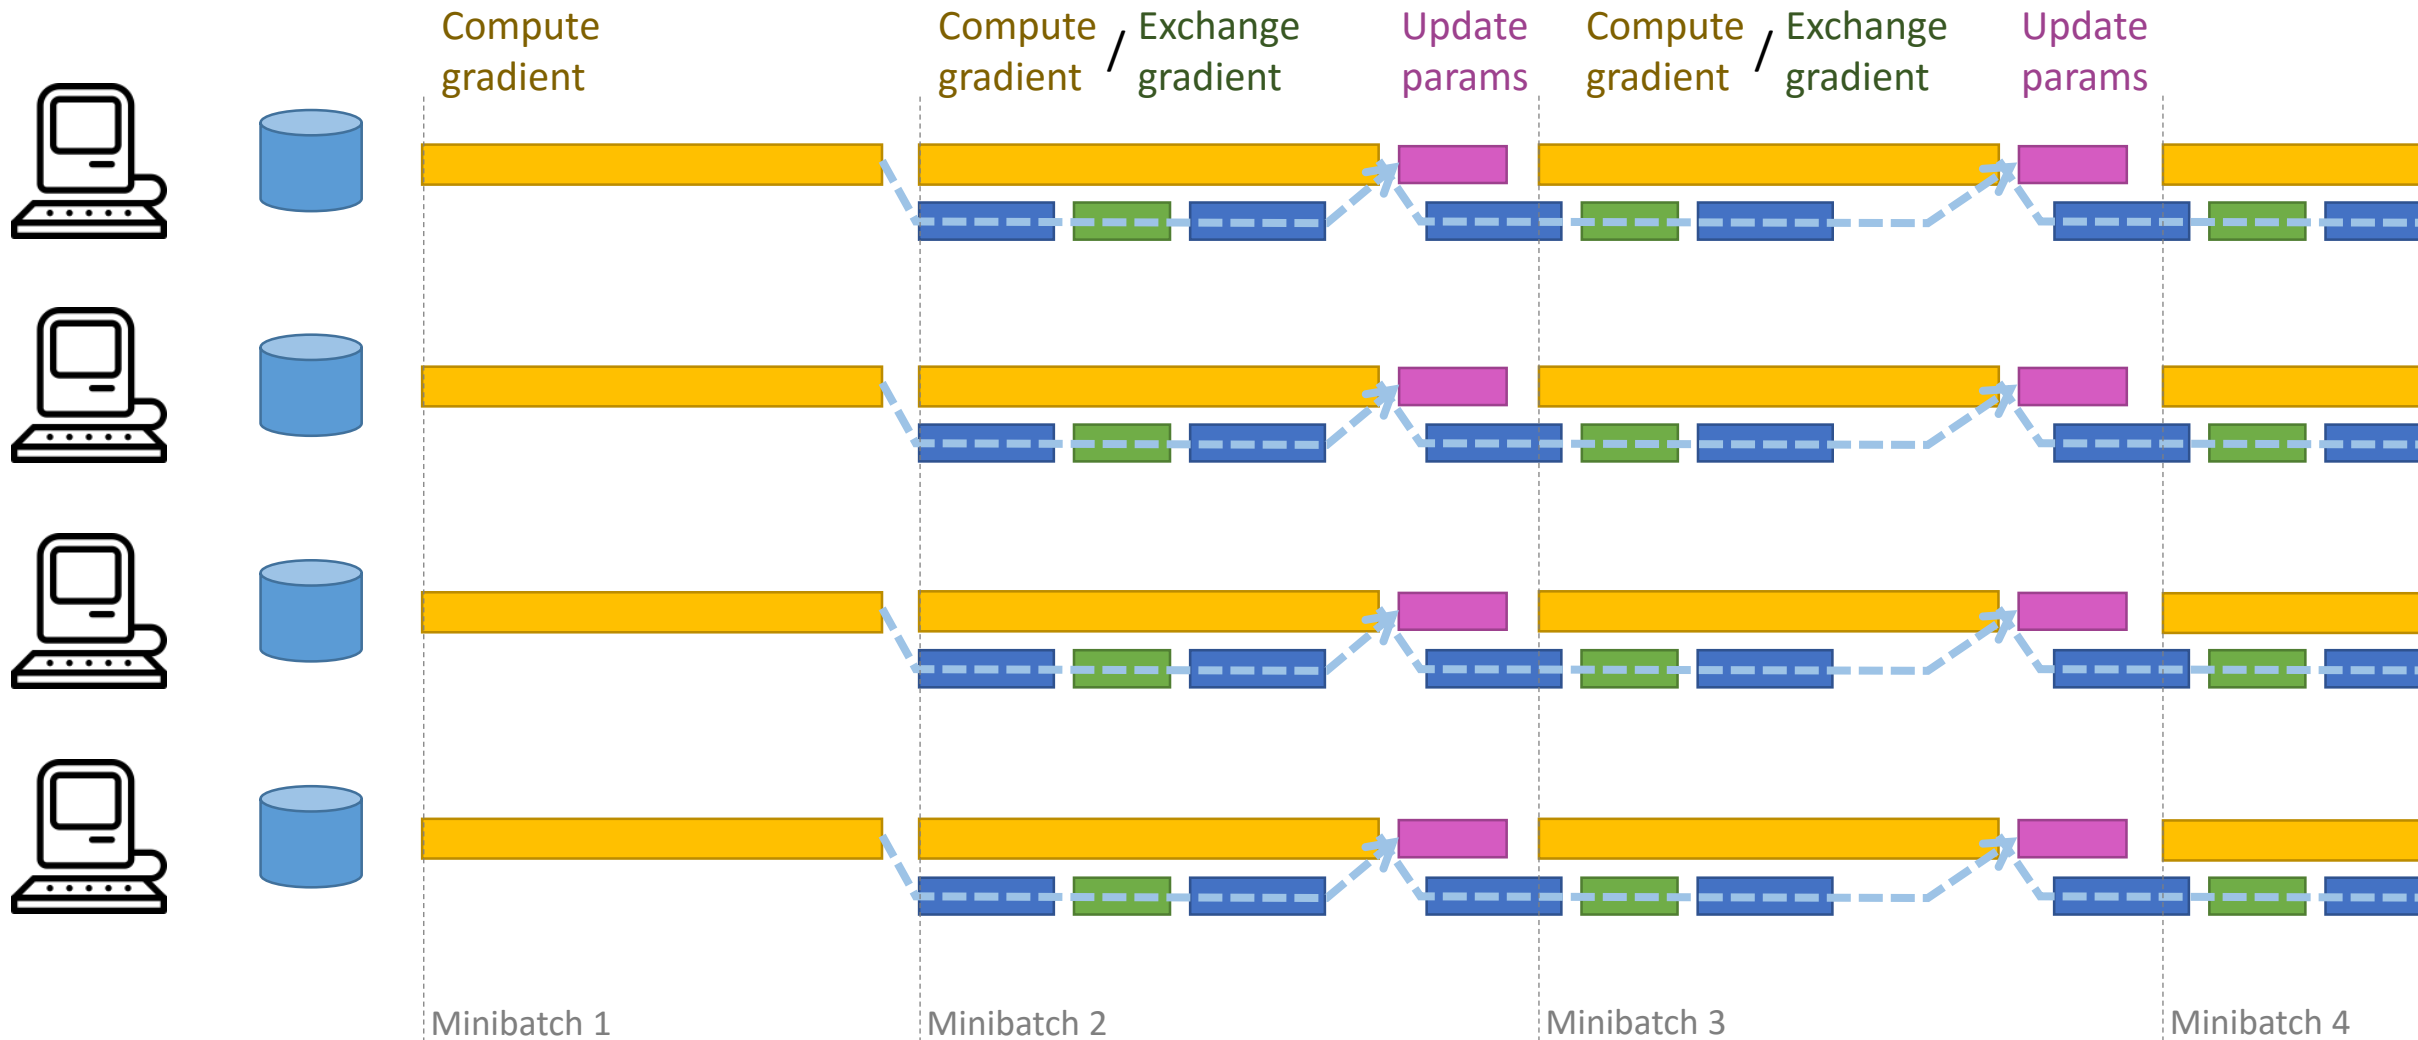 Compute
gradient
Compute
gradient
/
Exchange
gradient
Update
params
Compute
gradient
/
Exchange
gradient
Update
params
Minibatch 1
Minibatch 2
Minibatch 3
Minibatch 4